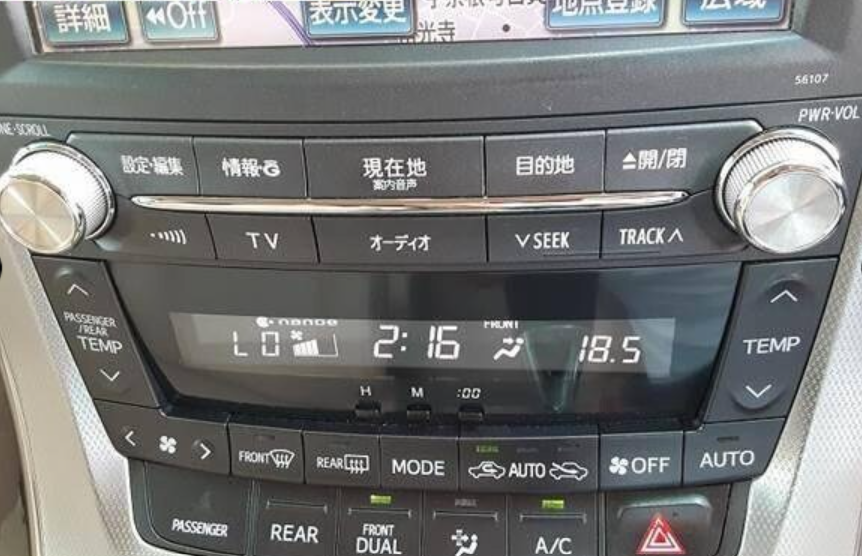 詳細 Off 表示変更 地点登録 広域
光寺
56107
PWR·VOL
設定・編集 情報・G 現在地 目的地 開/閉
案内音声
TV オーディオ SEEK TRACK
PASSENGER
/REAR
TEMP
TEMP
nanoe FRONT
LO 2:16 18.5
H M :00
FRONT REAR MODE AUTO OFF AUTO
PASSENGER REAR FRONT
DUAL A/C